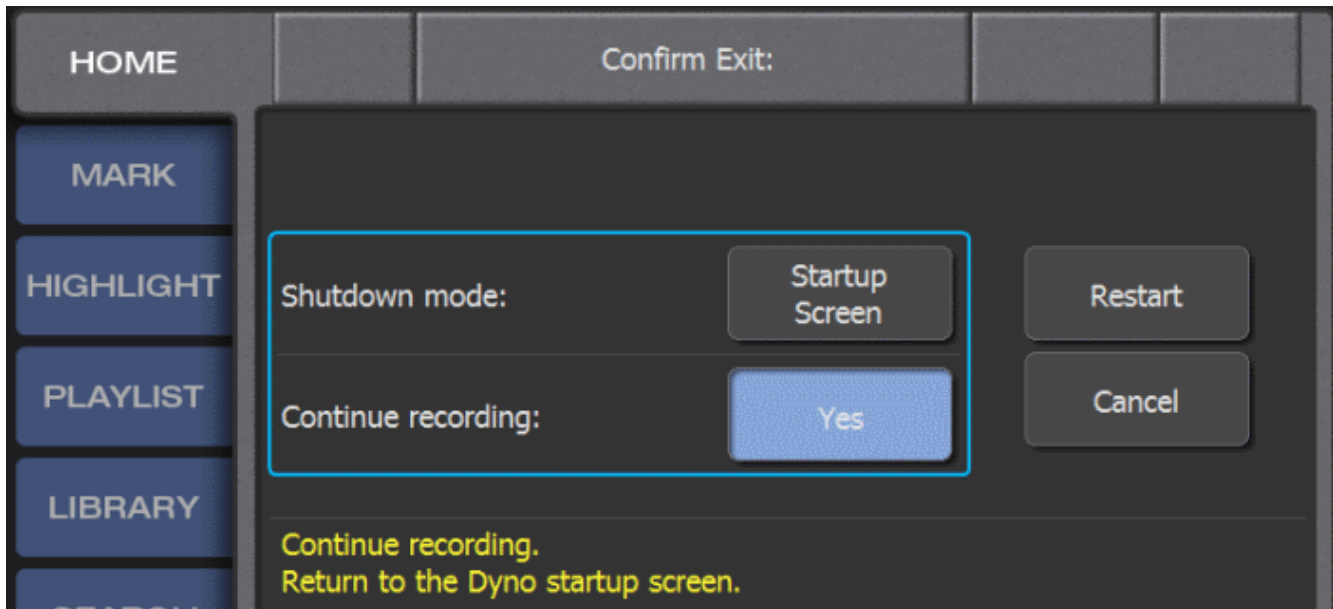 HOME
Confirm Exit:
MARK
HIGHLIGHT
PLAYLIST
LIBRARY
Shutdown mode:
Startup
Screen
Restart
Continue recording:
Yes
Cancel
Continue recording.
Return to the Dyno startup screen.